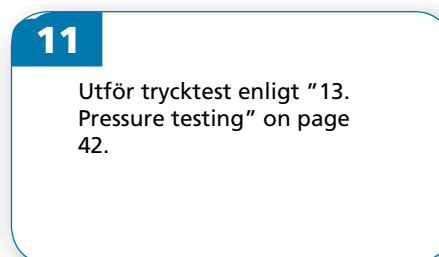 11
Utför trycktest enligt ”13.
Pressure testing” on page
42.